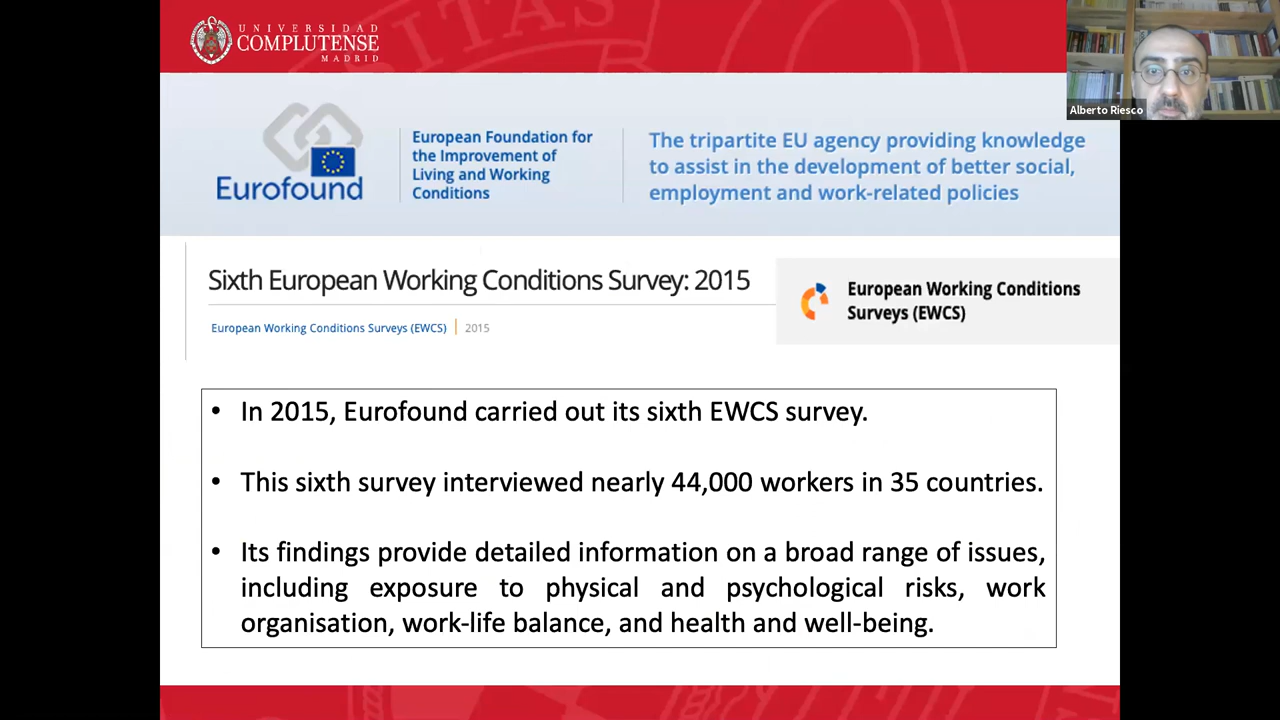 UNIVERSIDAD
COMPLUTENSE
MADRID
Alberto Riesco
Eurofound
European Foundation for
the Improvement of
Living and Working
Conditions
The tripartite EU agency providing knowledge
to assist in the development of better social,
employment and work-related policies
Sixth European Working Conditions Survey: 2015
European Working Conditions Surveys (EWCS) | 2015
European Working Conditions
Surveys (EWCS)
• In 2015, Eurofound carried out its sixth EWCS survey.
• This sixth survey interviewed nearly 44,000 workers in 35 countries.
• Its findings provide detailed information on a broad range of issues,
including exposure to physical and psychological risks, work
organisation, work-life balance, and health and well-being.